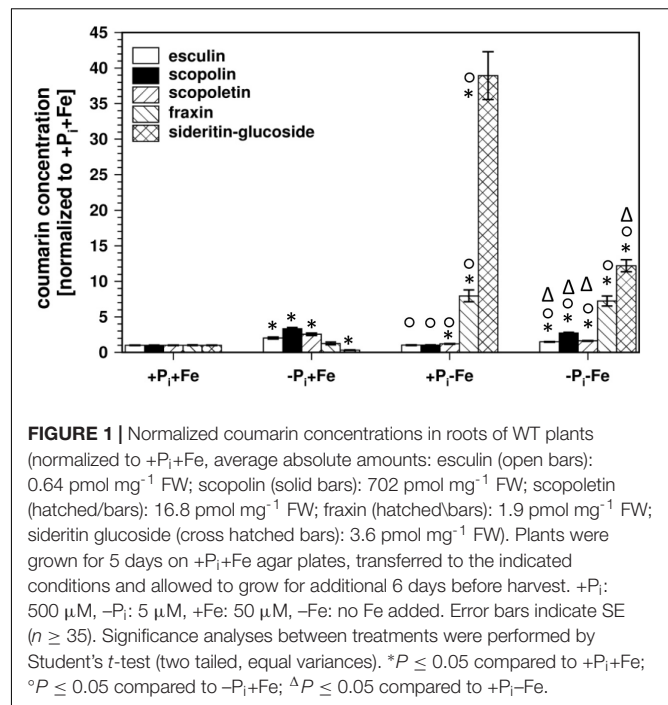 45
40
35
30
25
20
15
10
5
0
coumarin concentration
[normalized to +Pi+Fe]
esculin
scopolin
scopoletin
fraxin
sideritin-glucoside
* * * *
○ ○ ○ * ○ * ○ *
Δ ○ * Δ ○ * Δ ○ * ○ * Δ ○ *
+Pi+Fe
-Pi+Fe
+Pi-Fe
-Pi-Fe
FIGURE 1 | Normalized coumarin concentrations in roots of WT plants
(normalized to +Pi+Fe, average absolute amounts: esculin (open bars):
0.64 pmol mg-1 FW; scopolin (solid bars): 702 pmol mg-1 FW; scopoletin
(hatched/bars): 16.8 pmol mg-1 FW; fraxin (hatched\bars): 1.9 pmol mg-1 FW;
sideritin glucoside (cross hatched bars): 3.6 pmol mg-1 FW). Plants were
grown for 5 days on +Pi+Fe agar plates, transferred to the indicated
conditions and allowed to grow for additional 6 days before harvest. +Pi:
500 μM, –Pi: 5 μM, +Fe: 50 μM, –Fe: no Fe added. Error bars indicate SE
(n ≥ 35). Significance analyses between treatments were performed by
Student's t-test (two tailed, equal variances). *P ≤ 0.05 compared to +Pi+Fe;
°P ≤ 0.05 compared to –Pi+Fe; ΔP ≤ 0.05 compared to +Pi–Fe.